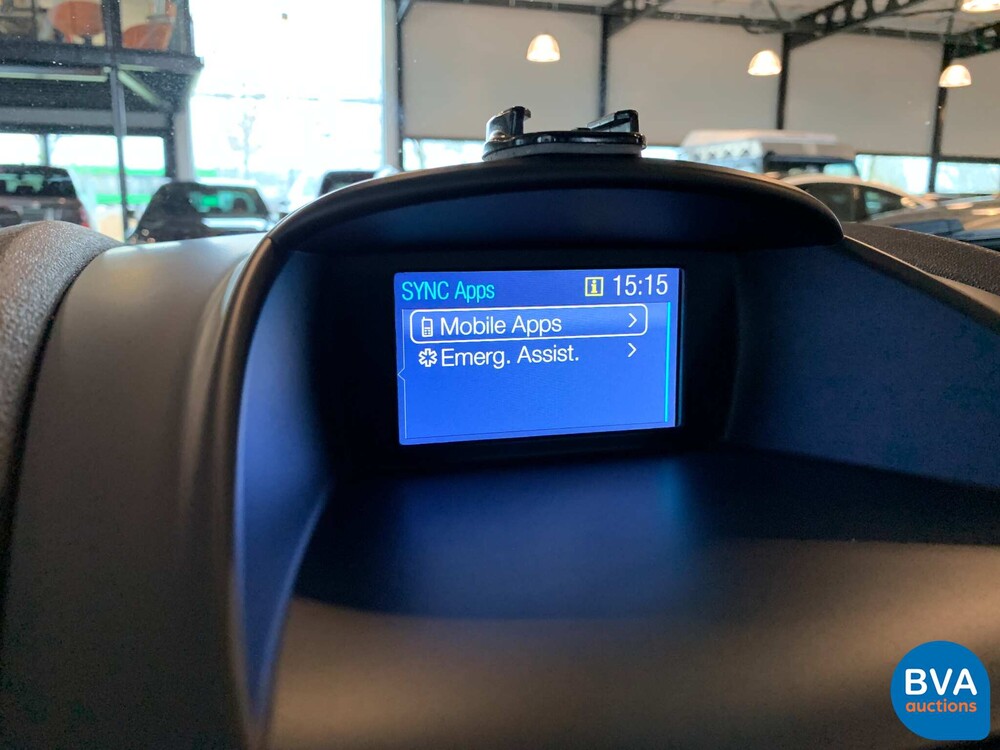 SYNC Apps 15:15
Mobile Apps
Emerg. Assist.
BVA
auctions